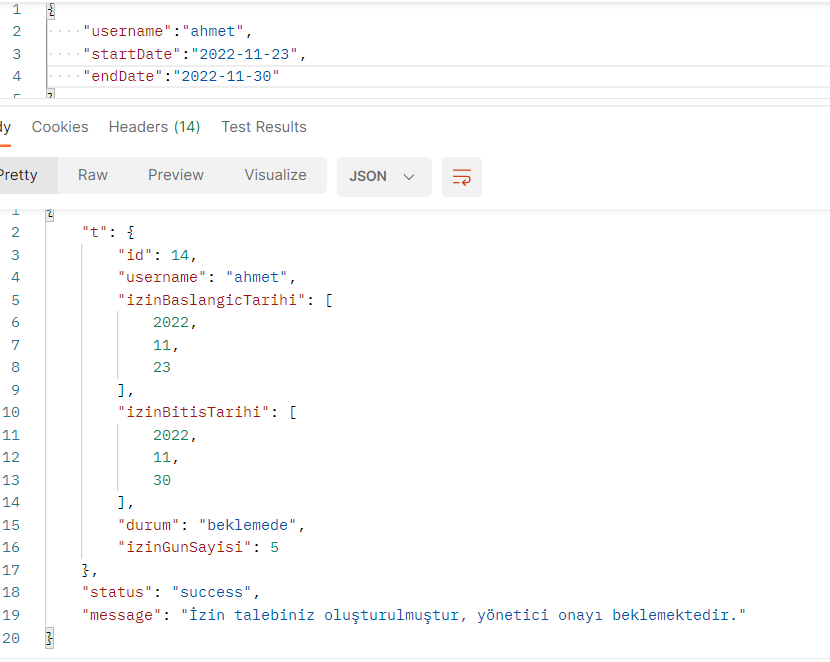 1 {
2 ····"username":"ahmet",
3 ····"startDate":"2022-11-23",
4 ····"endDate":"2022-11-30"
5 }
dy Cookies Headers (14) Test Results
Pretty Raw Preview Visualize JSON
1 {
2 "t": {
3 "id": 14,
4 "username": "ahmet",
5 "izinBaslangicTarihi": [
6 2022,
7 11,
8 23
9 ],
10 "izinBitisTarihi": [
11 2022,
12 11,
13 30
14 ],
15 "durum": "beklemede",
16 "izinGunSayisi": 5
17 },
18 "status": "success",
19 "message": "İzin talebiniz oluşturulmuştur, yönetici onayı beklemektedir."
20 }